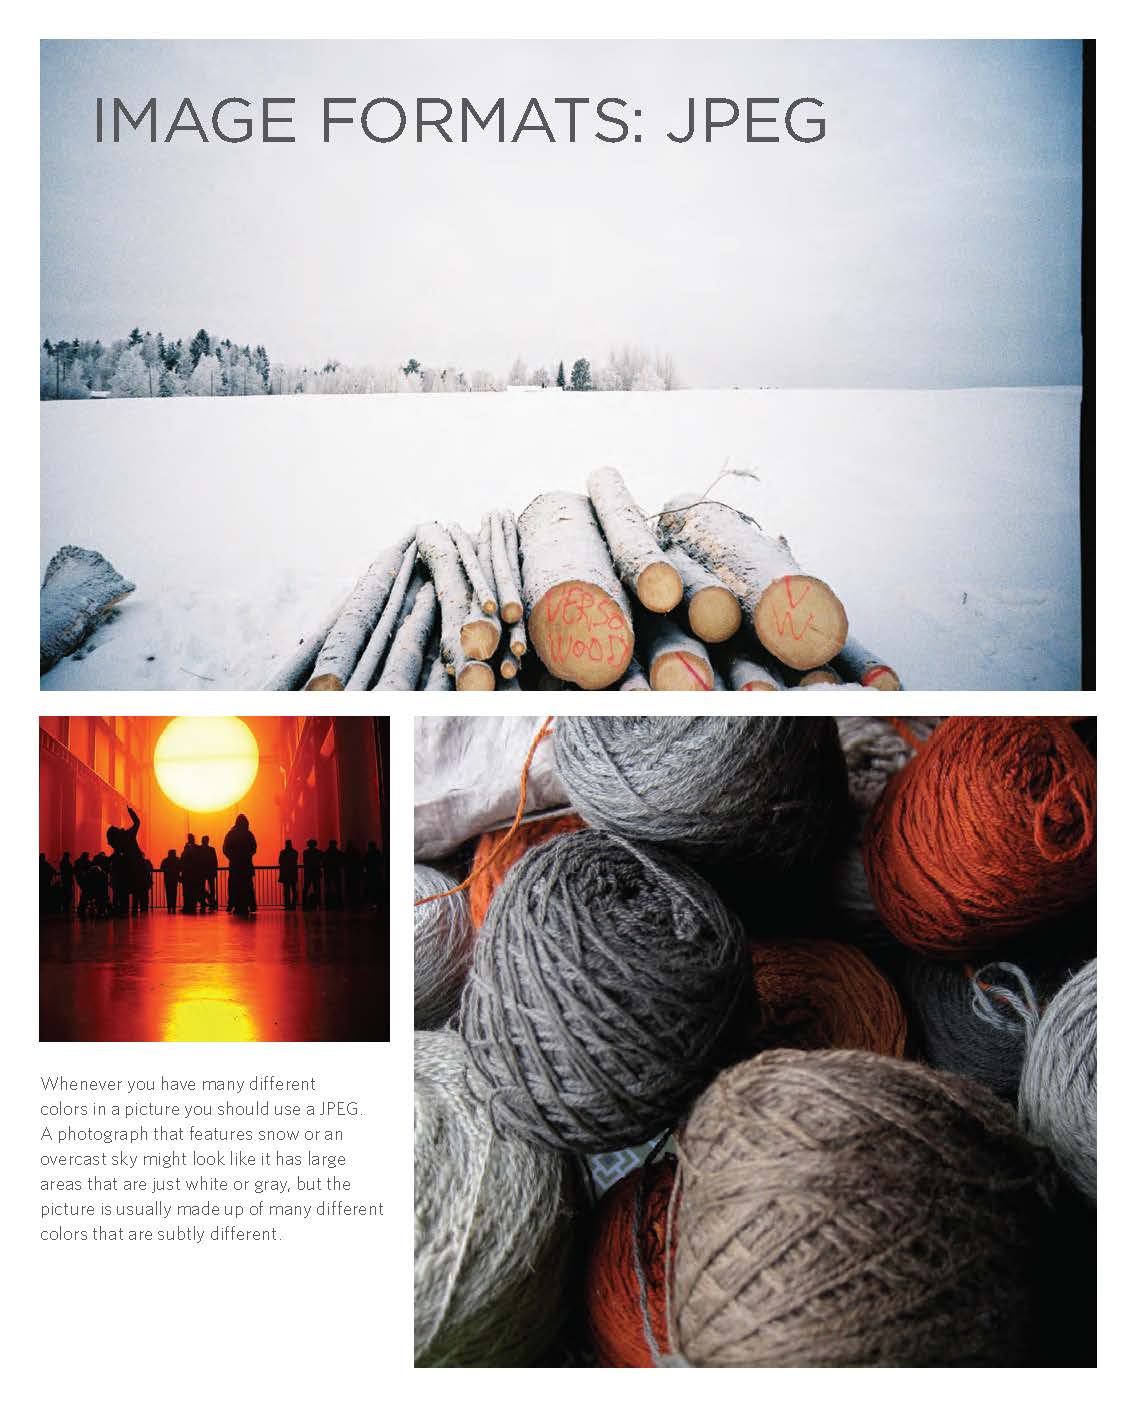 IMAGE FORMATS: JPEG
VERSO
WOOD
V
W
Whenever you have many different
colors in a picture you should use a JPEG.
A photograph that features snow or an
overcast sky might look like it has large
areas that are just white or gray, but the
picture is usually made up of many different
colors that are subtly different.